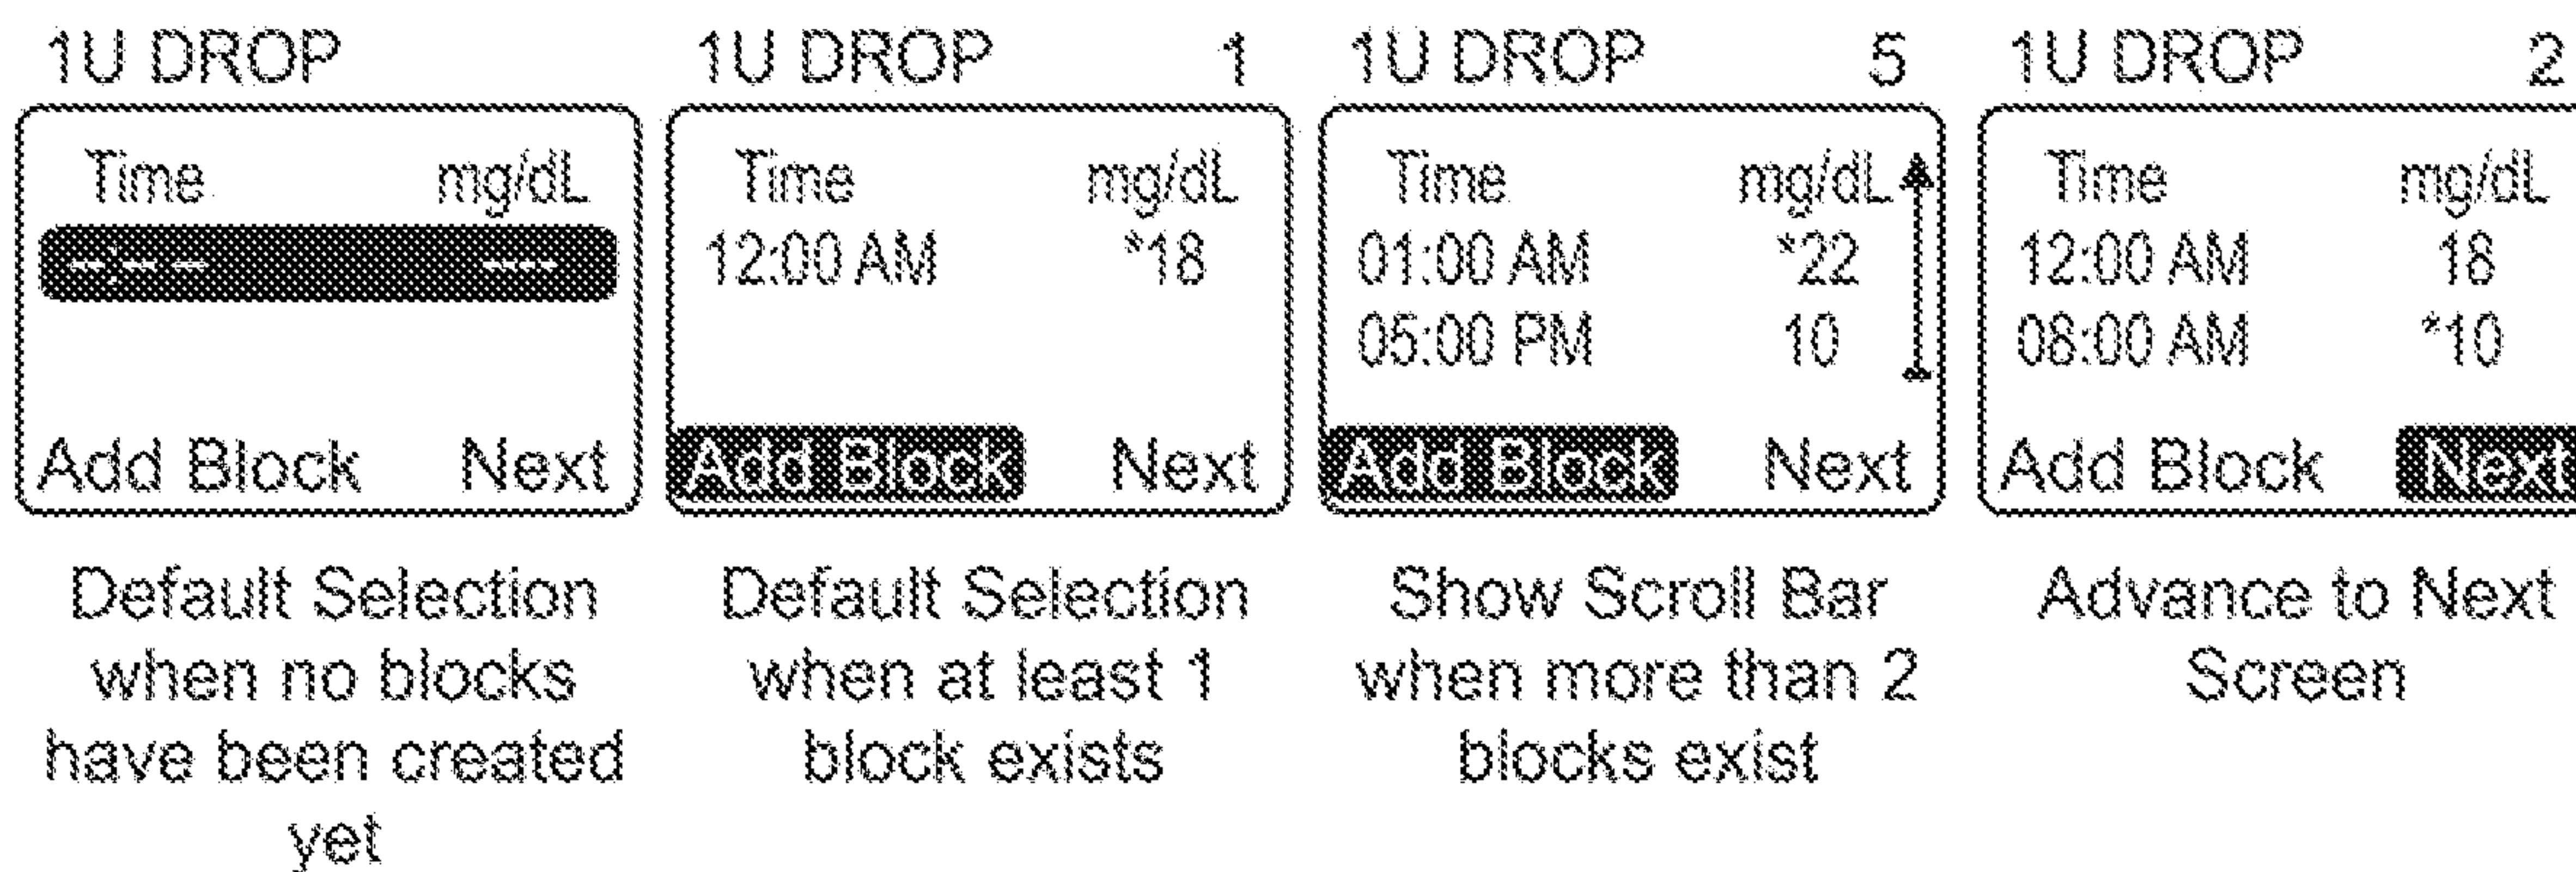 1U DROP
Time mg/dL
--:-- -- ---
Add Block Next
Default Selection
when no blocks
have been created
yet
1U DROP 1
Time mg/dL
12:00 AM *18
Add Block Next
Default Selection
when at least 1
block exists
1U DROP 5
Time mg/dL
01:00 AM *22
05:00 PM 10
Add Block Next
Show Scroll Bar
when more than 2
blocks exist
1U DROP 2
Time mg/dL
12:00 AM 18
08:00 AM *10
Add Block Next
Advance to Next
Screen